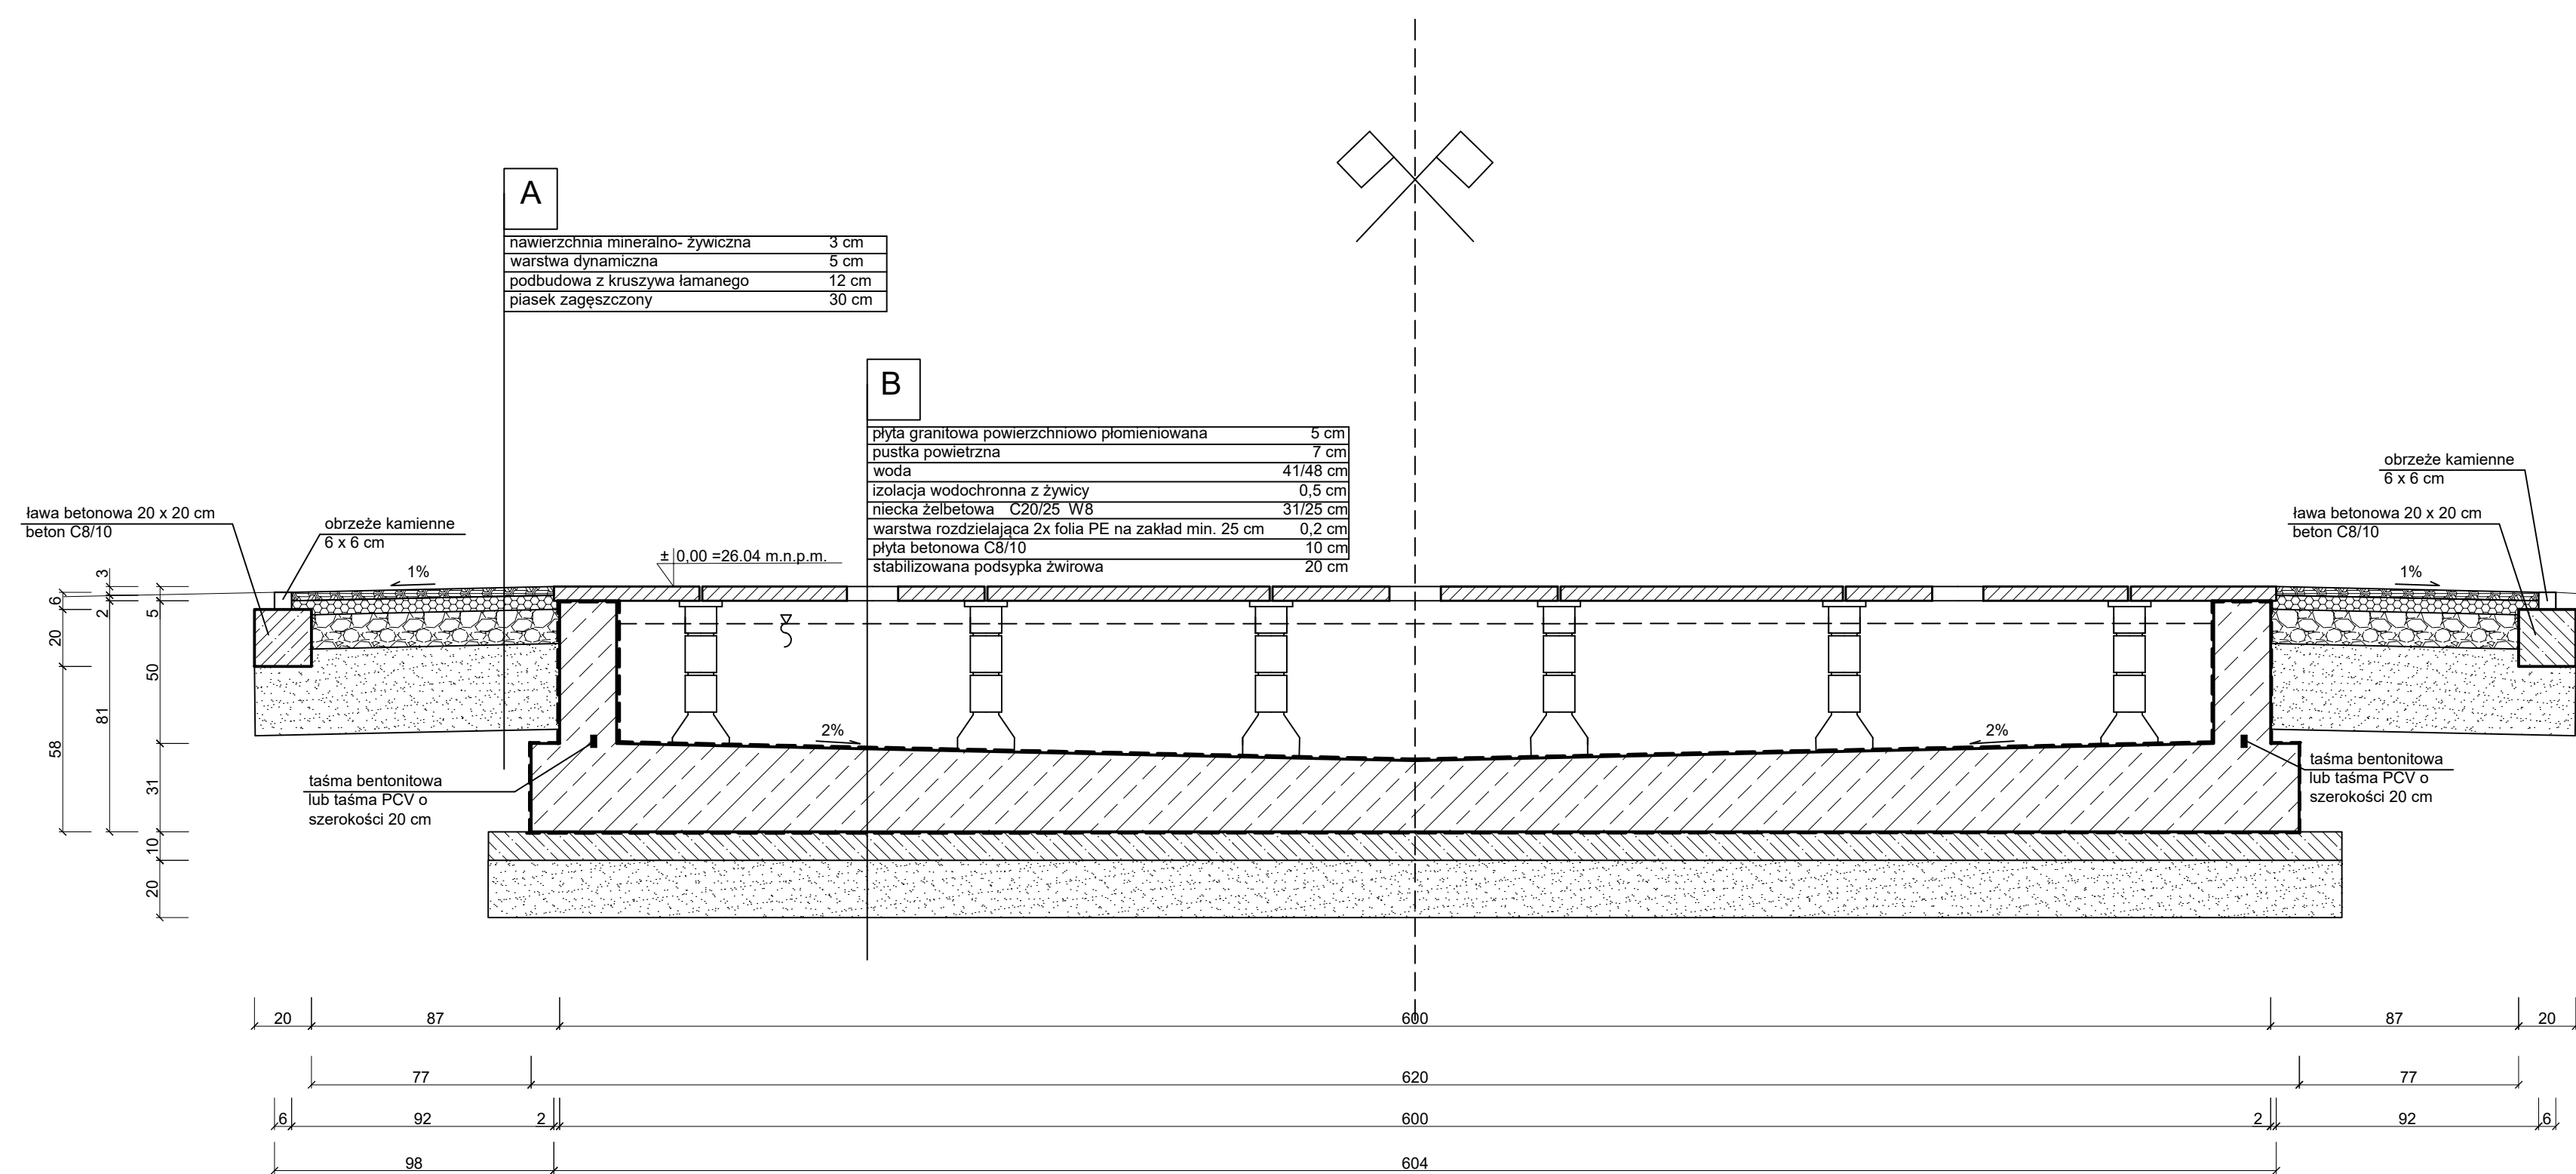 A
nawierzchnia mineralno- żywiczna 3 cm
warstwa dynamiczna 5 cm
podbudowa z kruszywa łamanego 12 cm
piasek zagęszczony 30 cm
B
płyta granitowa powierzchniowo płomieniowana 5 cm
pustka powietrzna 7 cm
woda 41/48 cm
izolacja wodochronna z żywicy 0,5 cm
niecka żelbetowa C20/25 W8 31/25 cm
warstwa rozdzielająca 2x folia PE na zakład min. 25 cm 0,2 cm
płyta betonowa C8/10 10 cm
stabilizowana podsypka żwirowa 20 cm
ława betonowa 20 x 20 cm
beton C8/10
obrzeże kamienne
6 x 6 cm
± 0,00 =26.04 m.n.p.m.
obrzeże kamienne
6 x 6 cm
ława betonowa 20 x 20 cm
beton C8/10
1%
1%
2%
2%
taśma bentonitowa
lub taśma PCV o
szerokości 20 cm
taśma bentonitowa
lub taśma PCV o
szerokości 20 cm
6
20
58
3
2
81
5
50
31
10
20
20 87 600 87 20
77 620 77
6 92 2 600 2 92 6
98 604